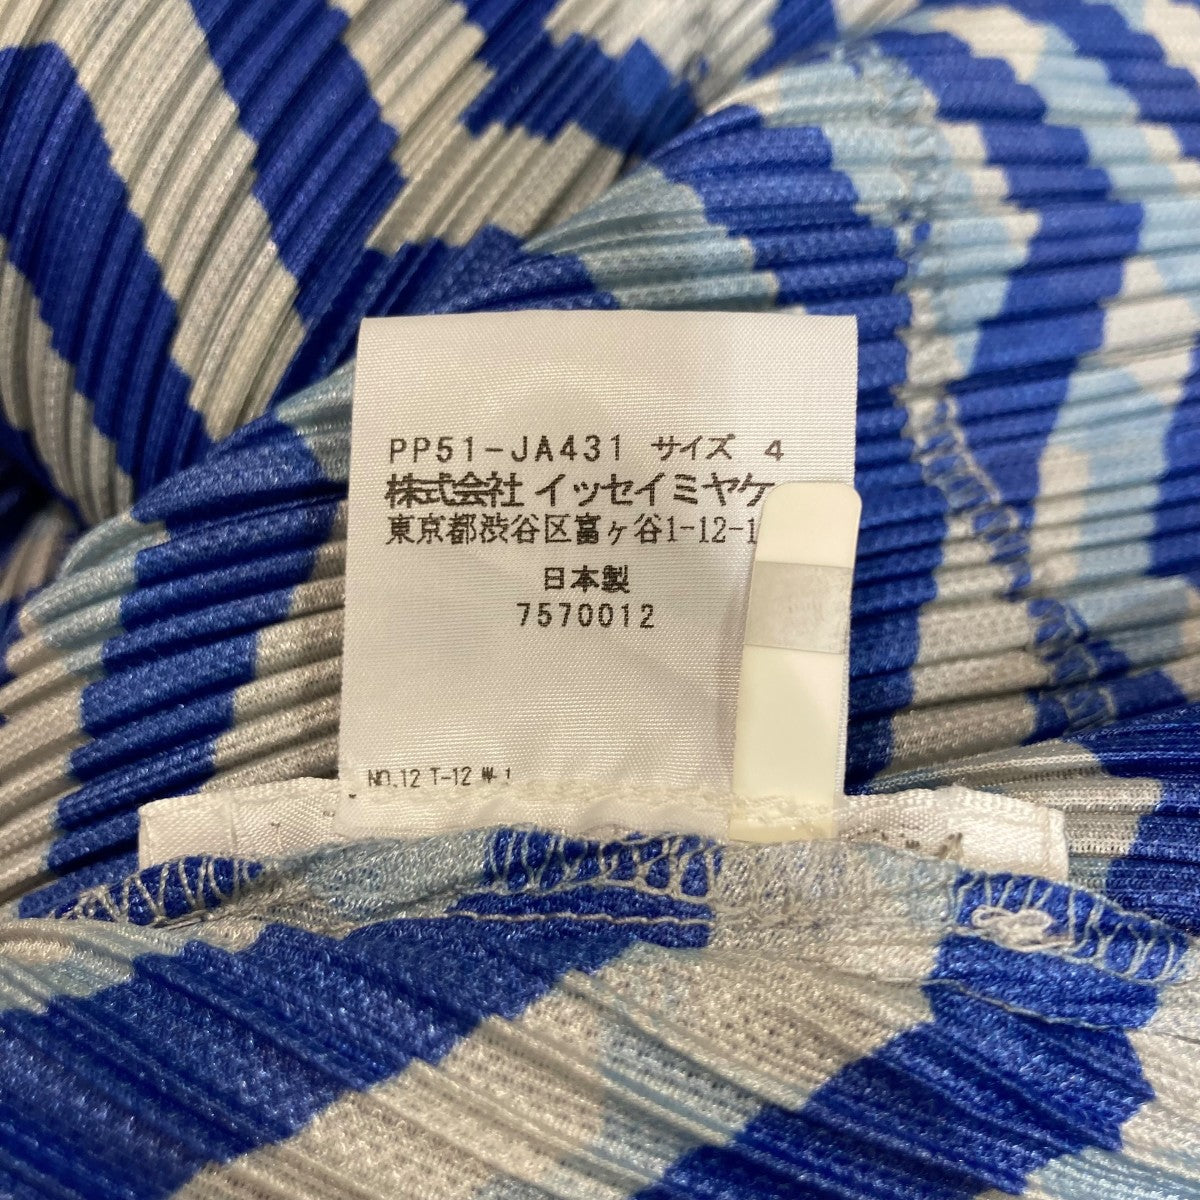 PP51-JA431 サイズ 4
株式会社 イッセイミヤケ
東京都渋谷区富ヶ谷1-12-1
日本製
7570012
NO.12 T-12